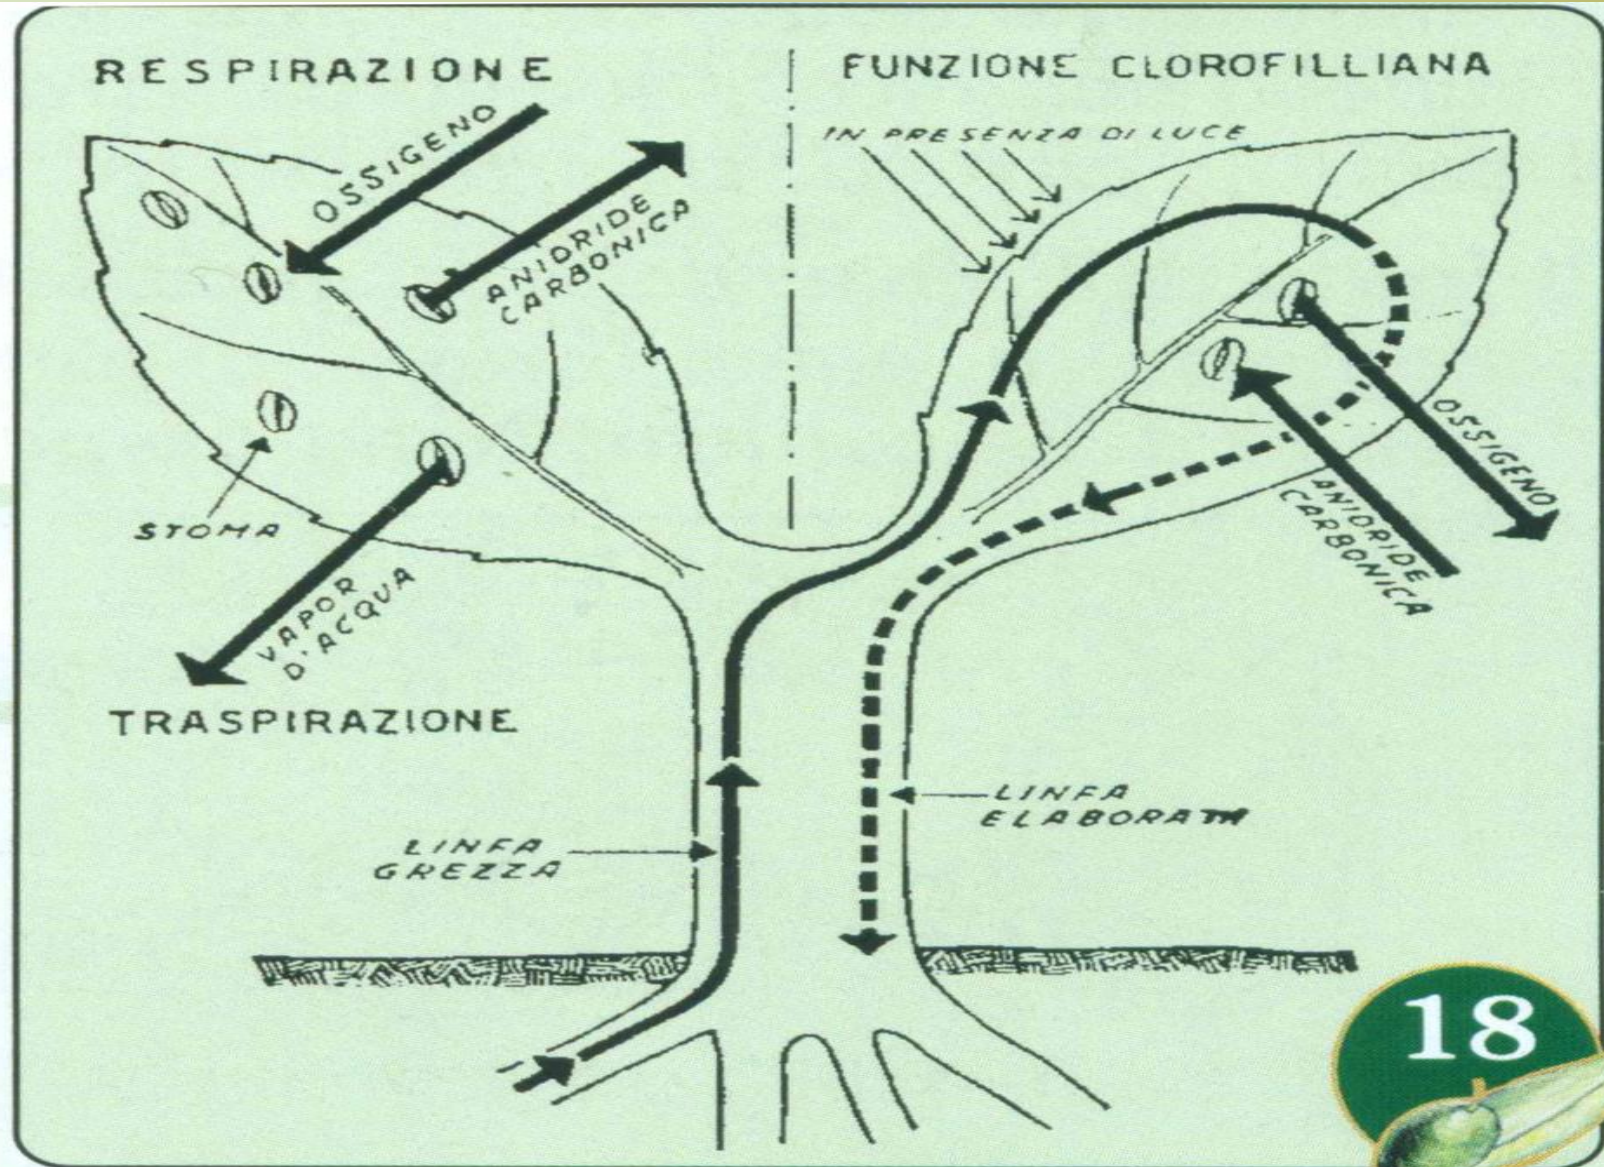 RESPIRAZIONE
OSSIGENO
ANIDRIDE
CARBONICA
STOMA
VAPOR
D'ACQUA
TRASPIRAZIONE
FUNZIONE CLOROFILLIANA
IN PRESENZA DI LUCE
OSSIGENO
ANIDRIDE
CARBONICA
LINFA
GREZZA
LINFA
ELABORATA
18